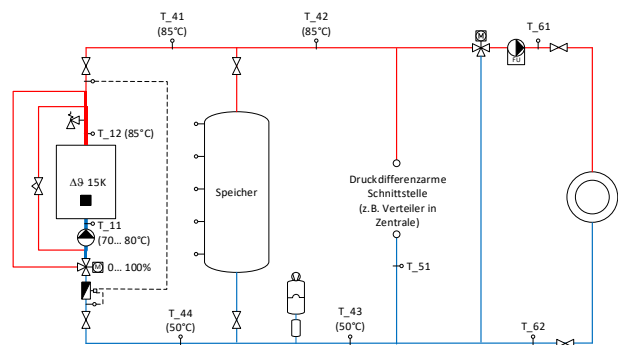 T_41
(85°C)
T_42
(85°C)
T_61
M
FU
T_12 (85°C)
Δϑ 15K
Speicher
Druckdifferenzarme
Schnittstelle
(z.B. Verteiler in
Zentrale)
T_11
(70... 80°C)
M 0... 100%
T_51
T_44
(50°C)
T_43
(50°C)
T_62